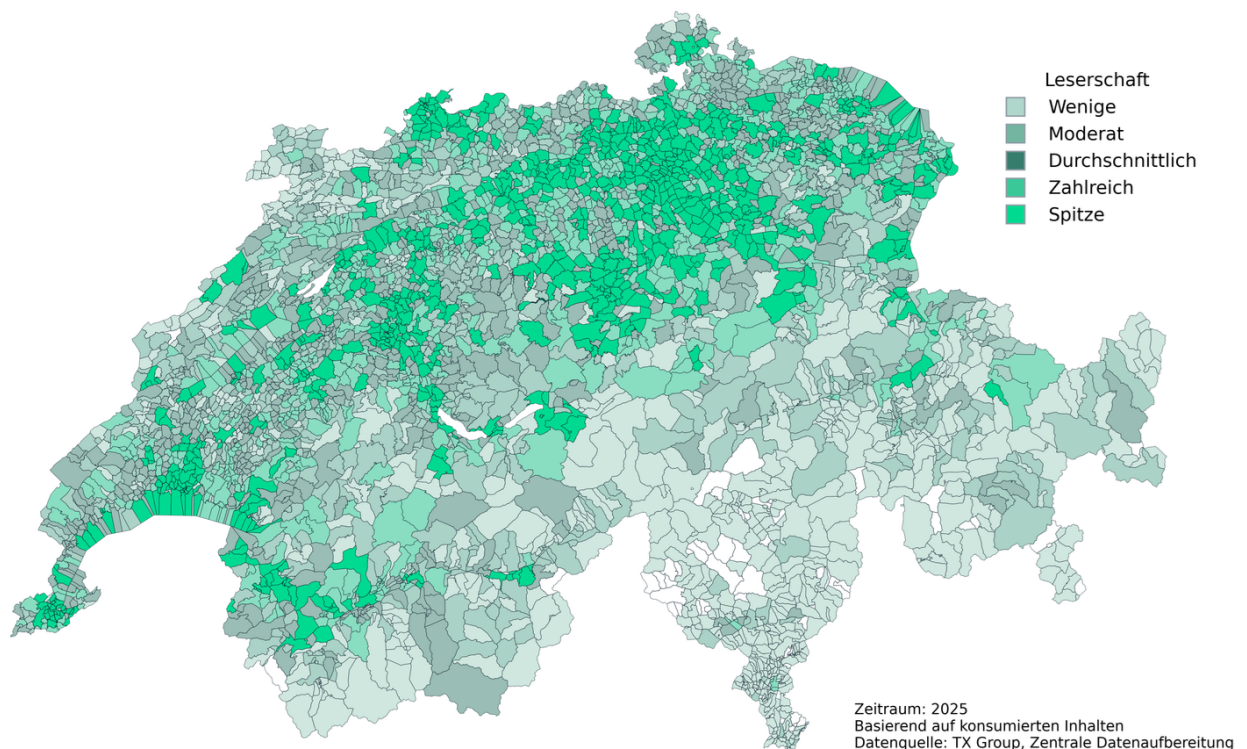 Leserschaft
Wenige
Moderat
Durchschnittlich
Zahlreich
Spitze
Zeitraum: 2025
Basierend auf konsumierten Inhalten
Datenquelle: TX Group, Zentrale Datenaufbereitung